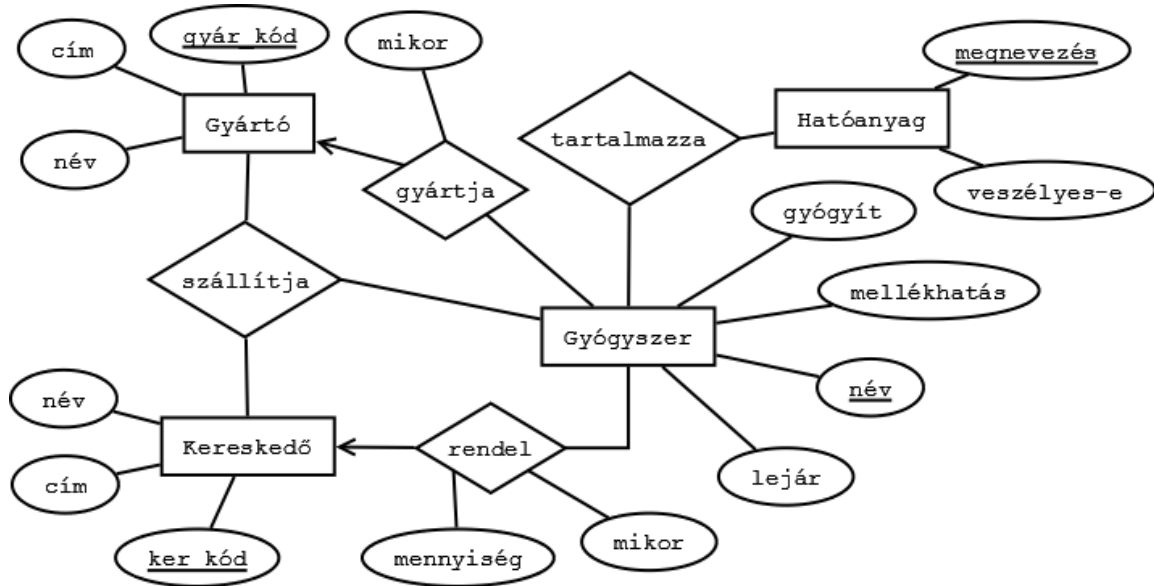 gyár_kód
cím
mikor
megnevezés
Gyártó
Hatóanyag
tartalmazza
név
gyártja
veszélyes-e
gyógyít
szállítja
mellékhatás
Gyógyszer
név
név
Kereskedő
rendel
cím
lejár
mikor
ker_kód
mennyiség